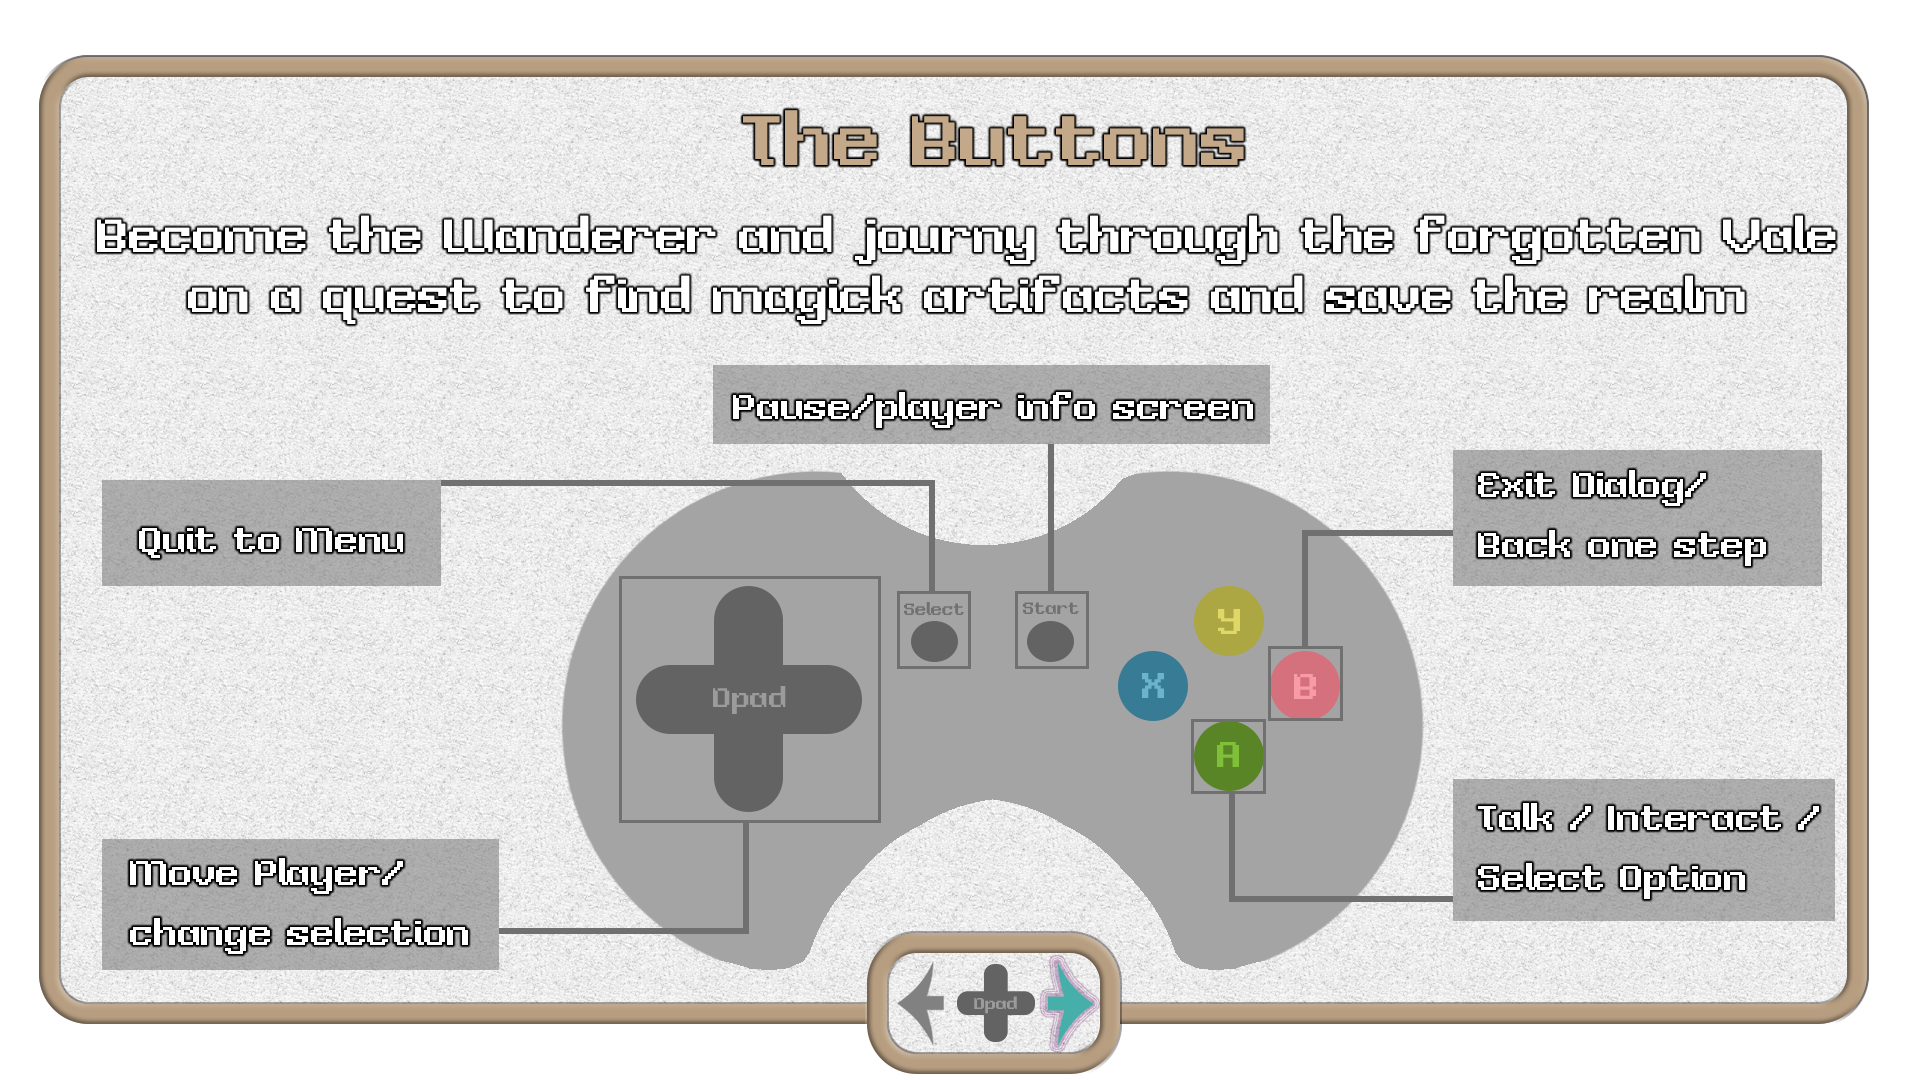 The Buttons
Become the Wanderer and journy through the forgotten Vale
on a quest to find magick artifacts and save the realm
Pause/player info screen
Quit to Menu
Exit Dialog/
Back one step
Select
Start
Y
X
B
A
Dpad
Move Player/
change selection
Talk / Interact /
Select Option
Dpad